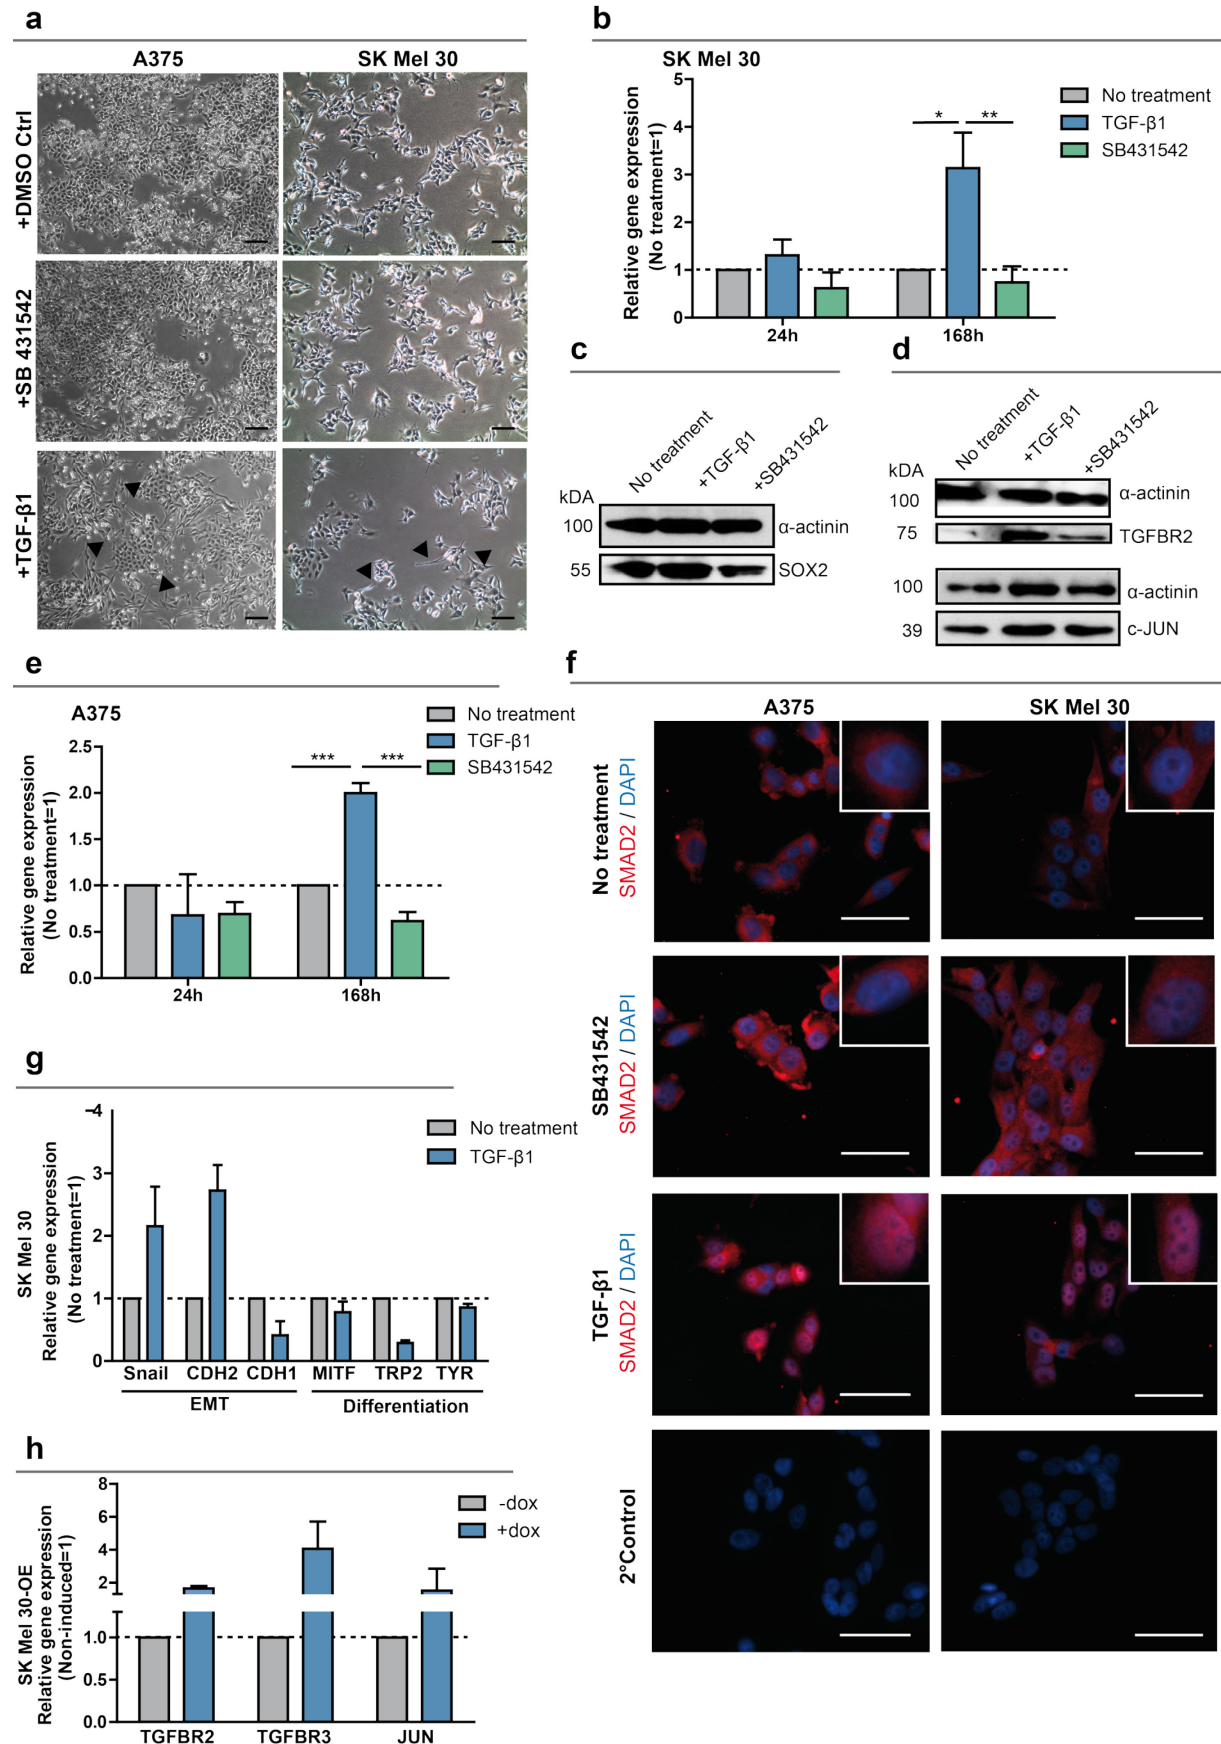 a
A375
SK Mel 30
+DMSO Ctrl
+SB 431542
+TGF-β1
b
SK Mel 30
Relative gene expression
(No treatment=1)
5
4
3
2
1
0
* **
24h
168h
No treatment
TGF-β1
SB431542
c
No treatment
+TGF-β1
+SB431542
kDA
100
α-actinin
55
SOX2
d
No treatment
+TGF-β1
+SB431542
kDA
100
α-actinin
75
TGFBR2
100
α-actinin
39
c-JUN
e
A375
No treatment
TGF-β1
SB431542
Relative gene expression
(No treatment=1)
2.5
2.0
1.5
1.0
0.5
0.0
*** ***
24h
168h
f
A375
SK Mel 30
No treatment
SMAD2 / DAPI
SB431542
SMAD2 / DAPI
TGF-β1
SMAD2 / DAPI
2°Control
g
SK Mel 30
Relative gene expression
(No treatment=1)
4
3
2
1
0
No treatment
TGF-β1
Snail CDH2 CDH1 MITF TRP2 TYR
EMT
Differentiation
h
SK Mel 30-OE
Relative gene expression
(Non-induced=1)
8
6
4
2
1.0
0.5
0.0
-dox
+dox
TGFBR2
TGFBR3
JUN